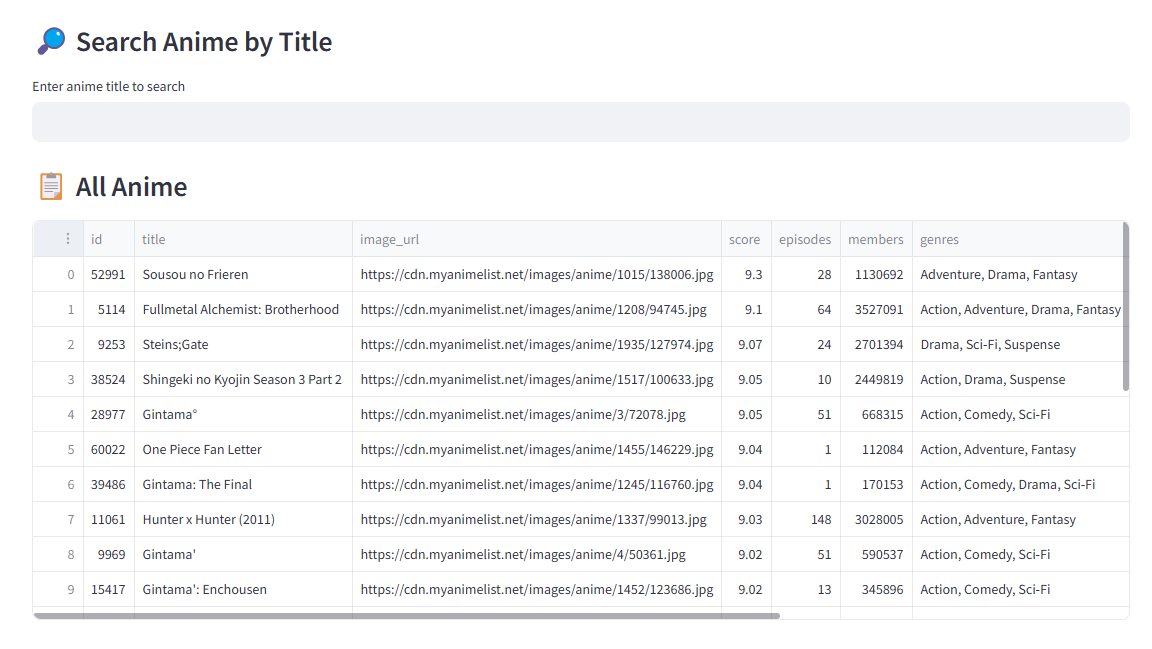 Search Anime by Title
Enter anime title to search
All Anime
id title image_url score episodes members genres
0 52991 Sousou no Frieren https://cdn.myanimelist.net/images/anime/1015/138006.jpg 9.3 28 1130692 Adventure, Drama, Fantasy
1 5114 Fullmetal Alchemist: Brotherhood https://cdn.myanimelist.net/images/anime/1208/94745.jpg 9.1 64 3527091 Action, Adventure, Drama, Fantasy
2 9253 Steins;Gate https://cdn.myanimelist.net/images/anime/1935/127974.jpg 9.07 24 2701394 Drama, Sci-Fi, Suspense
3 38524 Shingeki no Kyojin Season 3 Part 2 https://cdn.myanimelist.net/images/anime/1517/100633.jpg 9.05 10 2449819 Action, Drama, Suspense
4 28977 Gintama° https://cdn.myanimelist.net/images/anime/3/72078.jpg 9.05 51 668315 Action, Comedy, Sci-Fi
5 60022 One Piece Fan Letter https://cdn.myanimelist.net/images/anime/1455/146229.jpg 9.04 1 112084 Action, Adventure, Fantasy
6 39486 Gintama: The Final https://cdn.myanimelist.net/images/anime/1245/116760.jpg 9.04 1 170153 Action, Comedy, Drama, Sci-Fi
7 11061 Hunter x Hunter (2011) https://cdn.myanimelist.net/images/anime/1337/99013.jpg 9.03 148 3028005 Action, Adventure, Fantasy
8 9969 Gintama' https://cdn.myanimelist.net/images/anime/4/50361.jpg 9.02 51 590537 Action, Comedy, Sci-Fi
9 15417 Gintama': Enchousen https://cdn.myanimelist.net/images/anime/1452/123686.jpg 9.02 13 345896 Action, Comedy, Sci-Fi